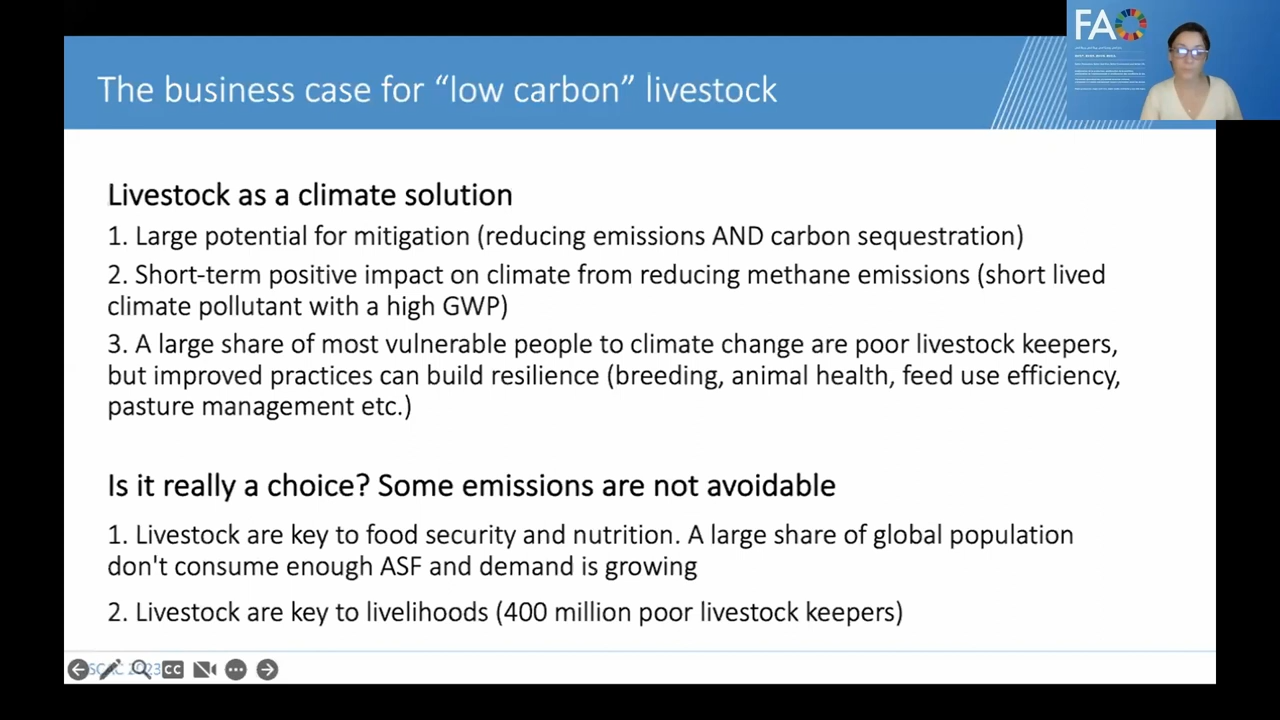 FAO
The business case for “low carbon” livestock
Livestock as a climate solution
1. Large potential for mitigation (reducing emissions AND carbon sequestration)
2. Short-term positive impact on climate from reducing methane emissions (short lived
climate pollutant with a high GWP)
3. A large share of most vulnerable people to climate change are poor livestock keepers,
but improved practices can build resilience (breeding, animal health, feed use efficiency,
pasture management etc.)
Is it really a choice? Some emissions are not avoidable
1. Livestock are key to food security and nutrition. A large share of global population
don't consume enough ASF and demand is growing
2. Livestock are key to livelihoods (400 million poor livestock keepers)
2023
CC